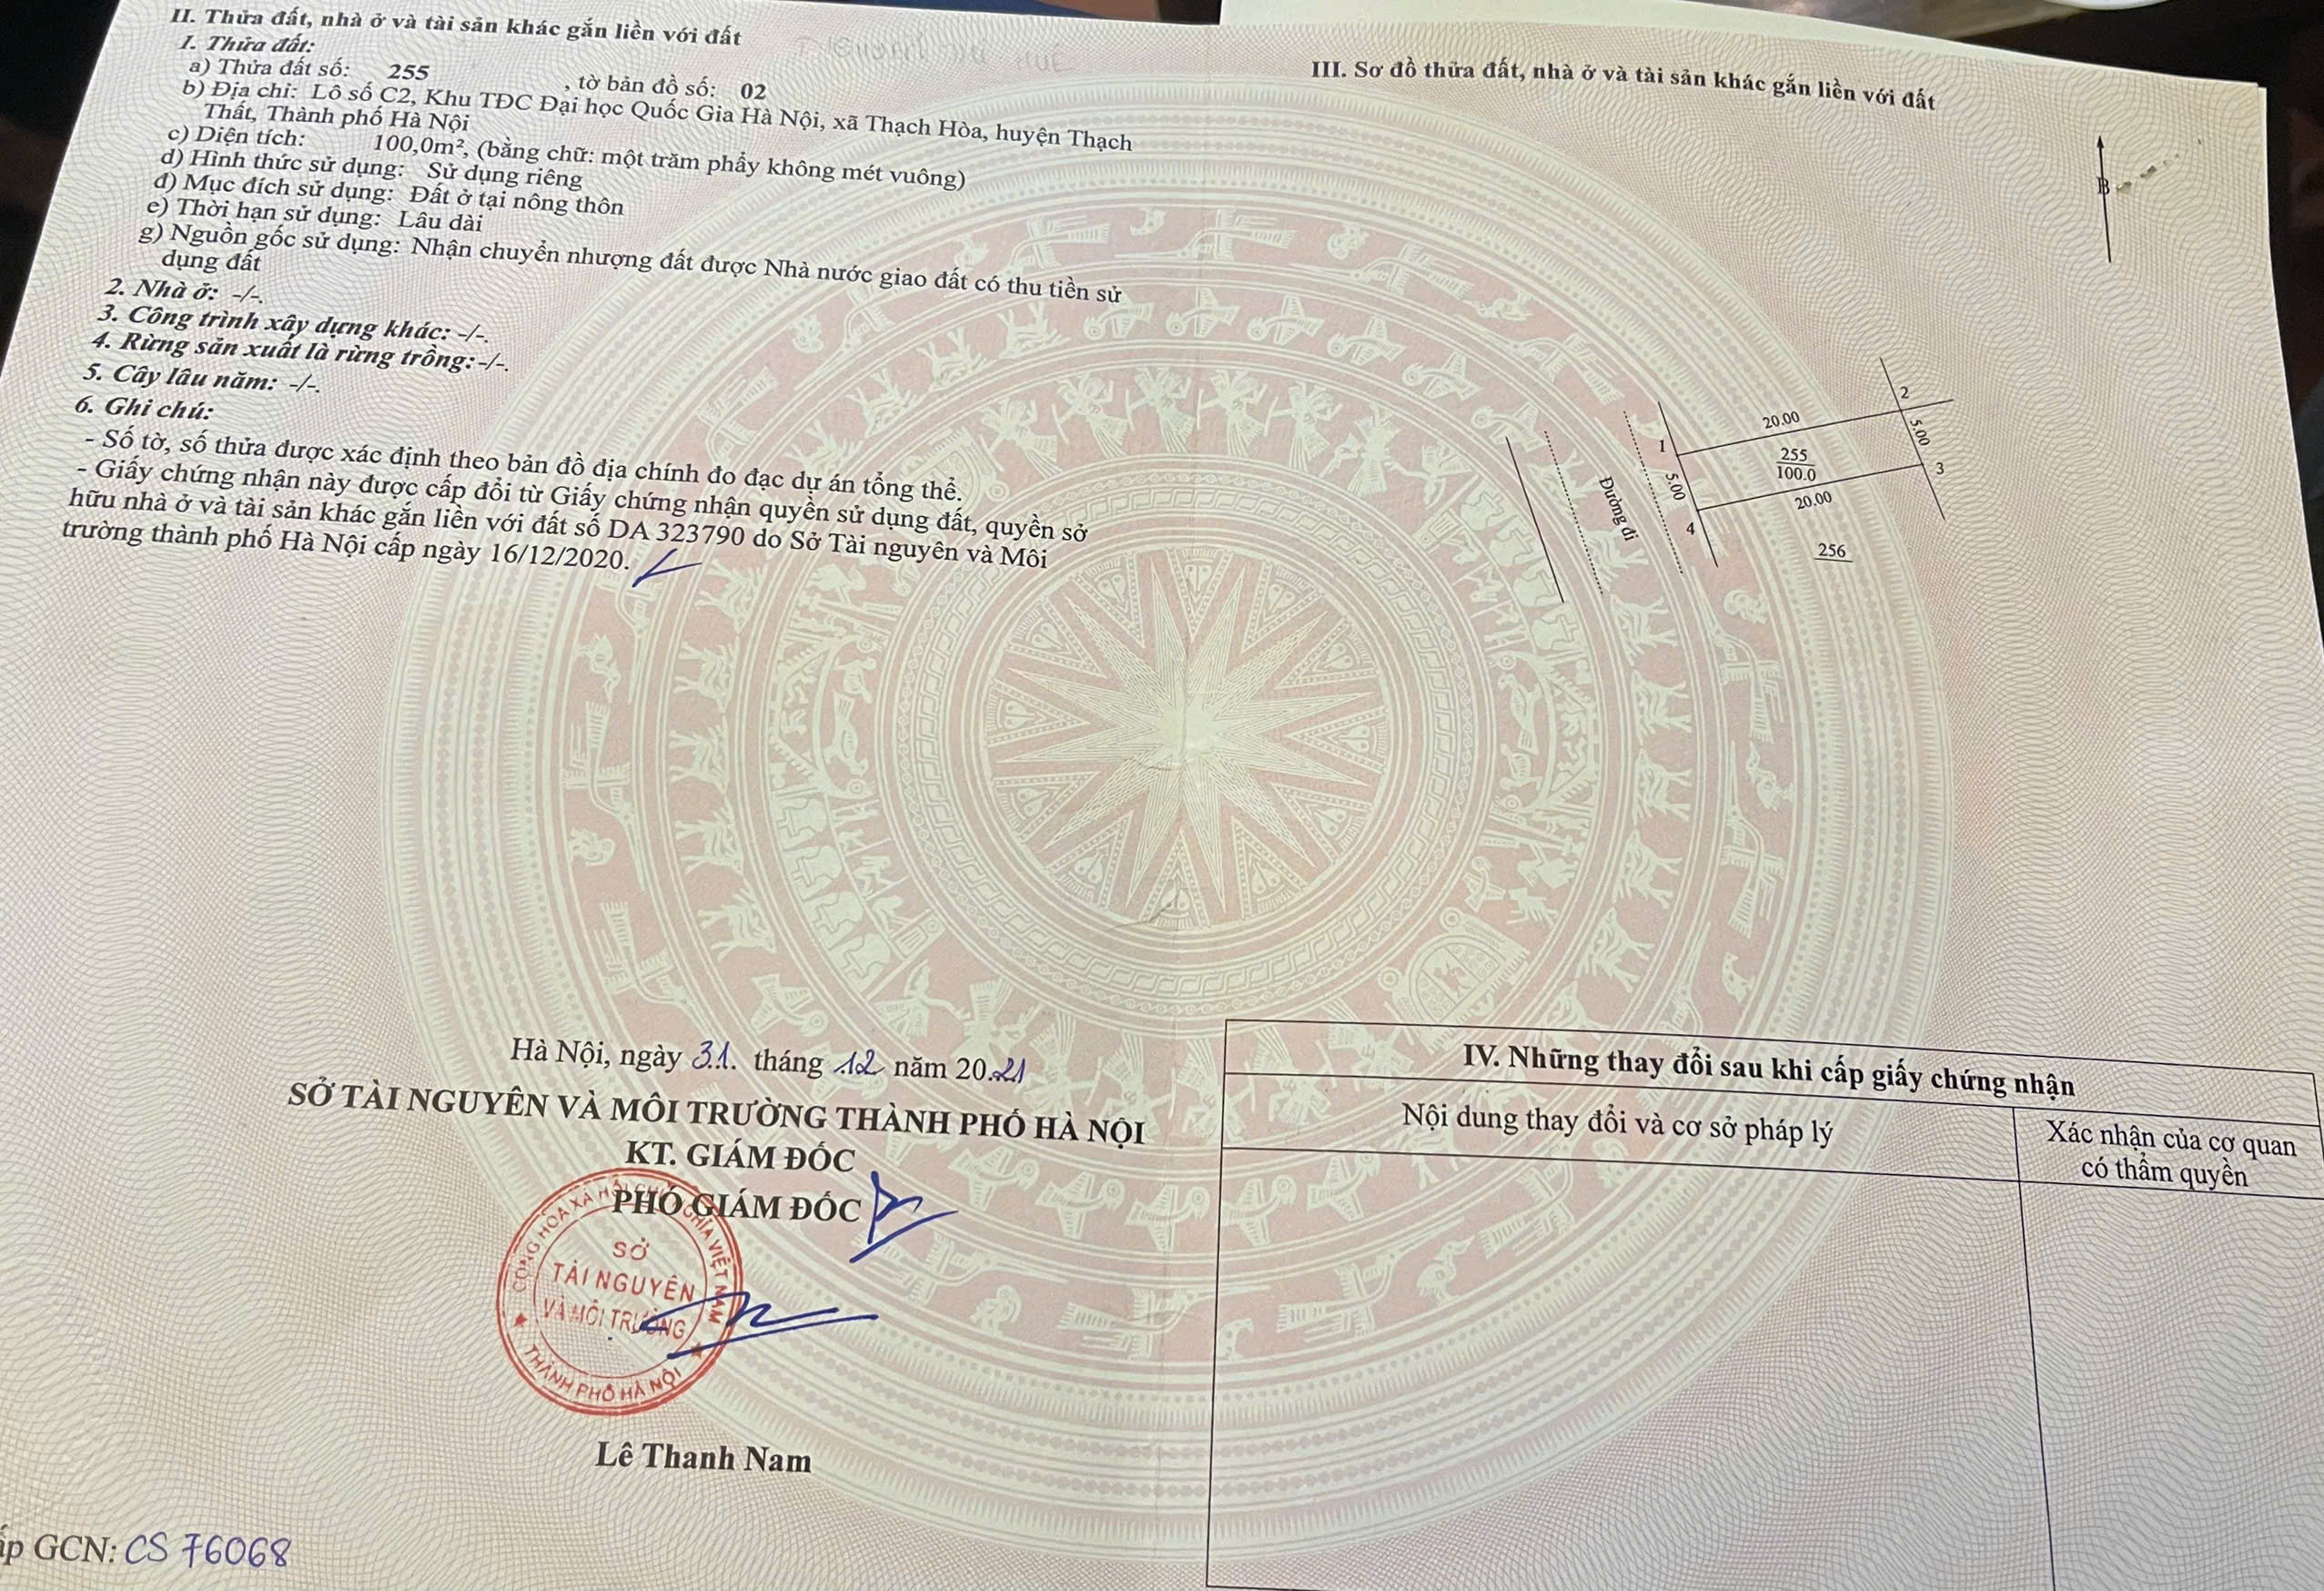 II. Thửa đất, nhà ở và tài sản khác gắn liền với đất
1. Thửa đất:
a) Thửa đất số: 255 , tờ bản đồ số: 02
b) Địa chỉ: Lô số C2, Khu TĐC Đại học Quốc Gia Hà Nội, xã Thạch Hòa, huyện Thạch
Thất, Thành phố Hà Nội
c) Diện tích: 100,0m², (bằng chữ: một trăm phẩy không mét vuông)
d) Hình thức sử dụng: Sử dụng riêng
đ) Mục đích sử dụng: Đất ở tại nông thôn
e) Thời hạn sử dụng: Lâu dài
g) Nguồn gốc sử dụng: Nhận chuyển nhượng đất được Nhà nước giao đất có thu tiền sử
dụng đất
2. Nhà ở: -/-.
3. Công trình xây dựng khác: -/-.
4. Rừng sản xuất là rừng trồng: -/-.
5. Cây lâu năm: -/-.
6. Ghi chú:
- Số tờ, số thửa được xác định theo bản đồ địa chính đo đạc dự án tổng thể.
- Giấy chứng nhận này được cấp đổi từ Giấy chứng nhận quyền sử dụng đất, quyền sở
hữu nhà ở và tài sản khác gắn liền với đất số DA 323790 do Sở Tài nguyên và Môi
trường thành phố Hà Nội cấp ngày 16/12/2020.
Hà Nội, ngày 31. tháng .12 năm 20.21
SỞ TÀI NGUYÊN VÀ MÔI TRƯỜNG THÀNH PHỐ HÀ NỘI
KT. GIÁM ĐỐC
PHÓ GIÁM ĐỐC
CỘNG HÒA XÃ HỘI CHỦ NGHĨA VIỆT NAM
SỞ
TÀI NGUYÊN
VÀ MÔI TRƯỜNG
THÀNH PHỐ HÀ NỘI
Lê Thanh Nam
GCN: CS 76068
III. Sơ đồ thửa đất, nhà ở và tài sản khác gắn liền với đất
B
2
20.00
5.00
1
255
100.0
3
5.00
20.00
4
Đường đi
256
IV. Những thay đổi sau khi cấp giấy chứng nhận
Nội dung thay đổi và cơ sở pháp lý
Xác nhận của cơ quan
có thẩm quyền